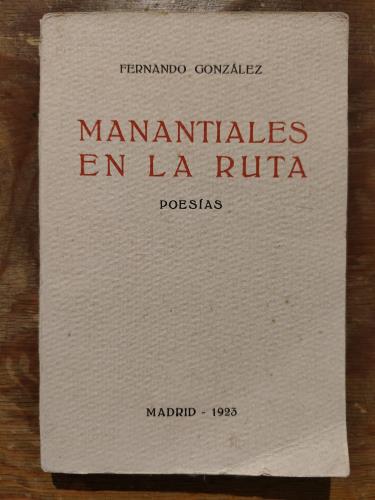 FERNANDO GONZÁLEZ
MANANTIALES
EN LA RUTA
POESÍAS
MADRID - 1923